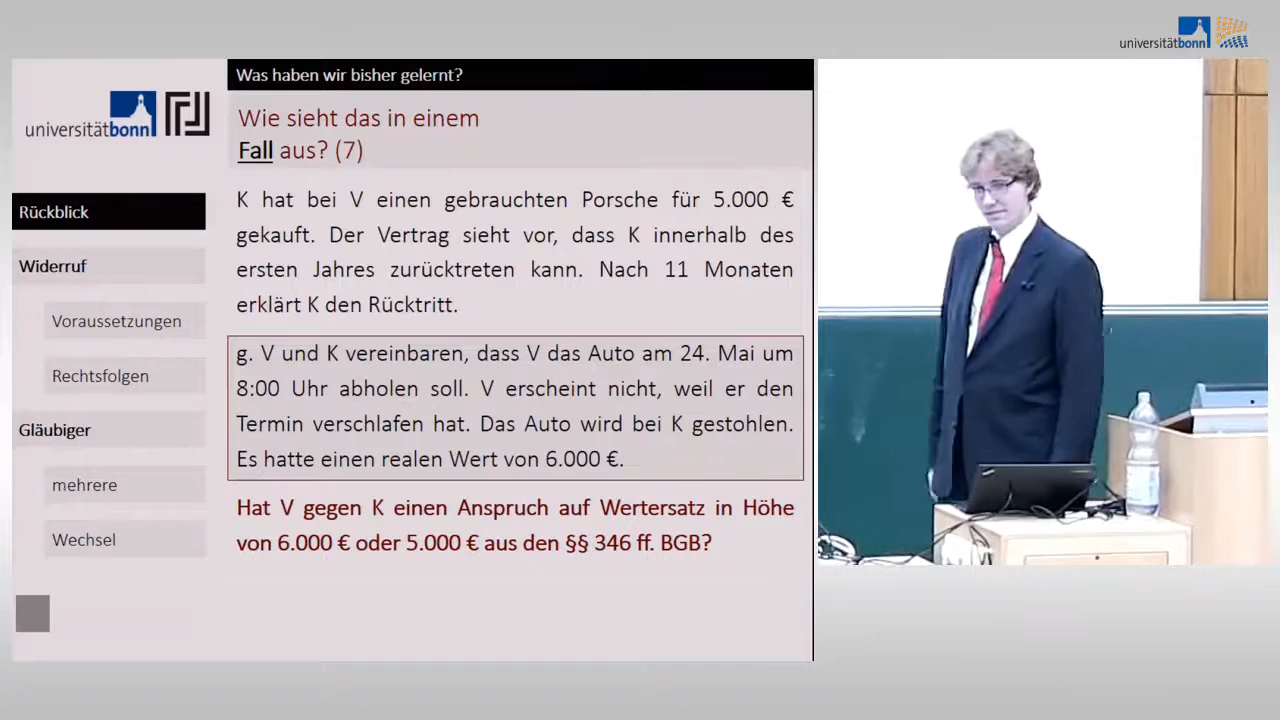 universitätbonn
universitätbonn
Was haben wir bisher gelernt?
Wie sieht das in einem
Fall aus? (7)
Rückblick
Widerruf
Voraussetzungen
Rechtsfolgen
Gläubiger
mehrere
Wechsel
K hat bei V einen gebrauchten Porsche für 5.000 €
gekauft. Der Vertrag sieht vor, dass K innerhalb des
ersten Jahres zurücktreten kann. Nach 11 Monaten
erklärt K den Rücktritt.
g. V und K vereinbaren, dass V das Auto am 24. Mai um
8:00 Uhr abholen soll. V erscheint nicht, weil er den
Termin verschlafen hat. Das Auto wird bei K gestohlen.
Es hatte einen realen Wert von 6.000 €.
Hat V gegen K einen Anspruch auf Wertersatz in Höhe
von 6.000 € oder 5.000 € aus den §§ 346 ff. BGB?